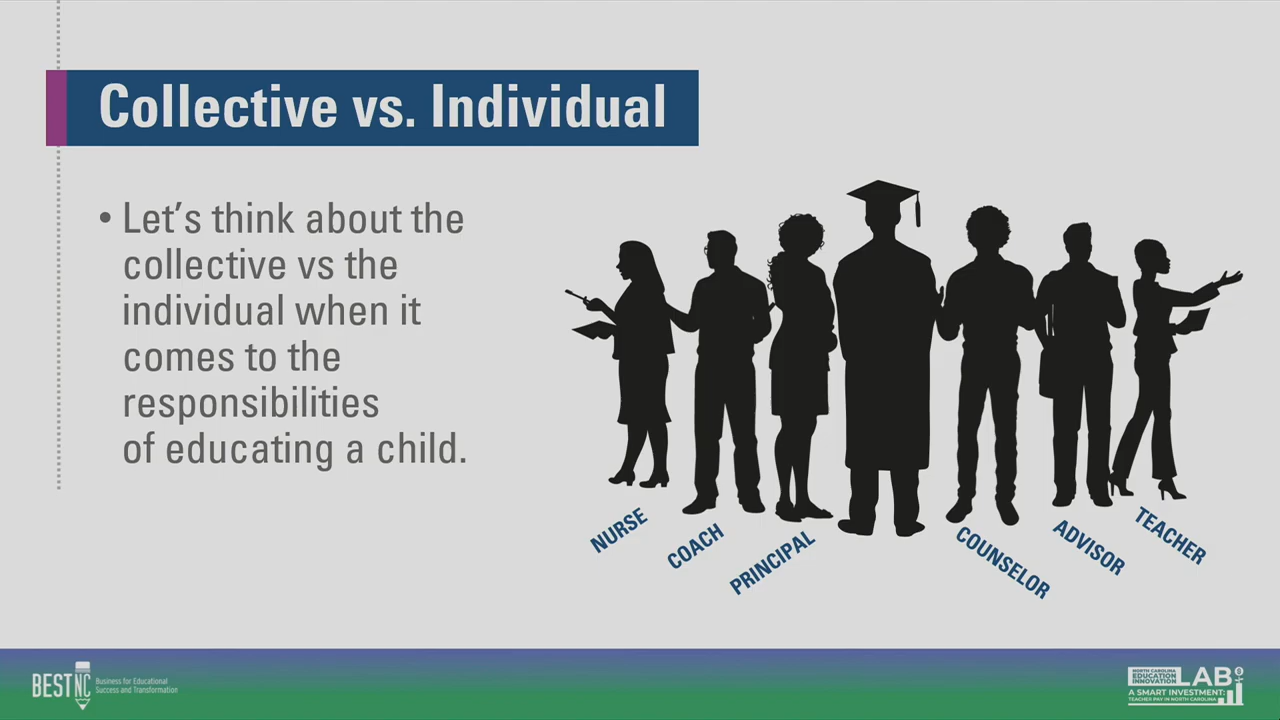 Collective vs. Individual
• Let's think about the
collective vs the
individual when it
comes to the
responsibilities
of educating a child.
NURSE
COACH
PRINCIPAL
COUNSELOR
ADVISOR
TEACHER
BEST NC
Business for Educational
Success and Transformation
NORTH CAROLINA
EDUCATION
INNOVATION
LAB
A SMART INVESTMENT:
TEACHER PAY IN NORTH CAROLINA